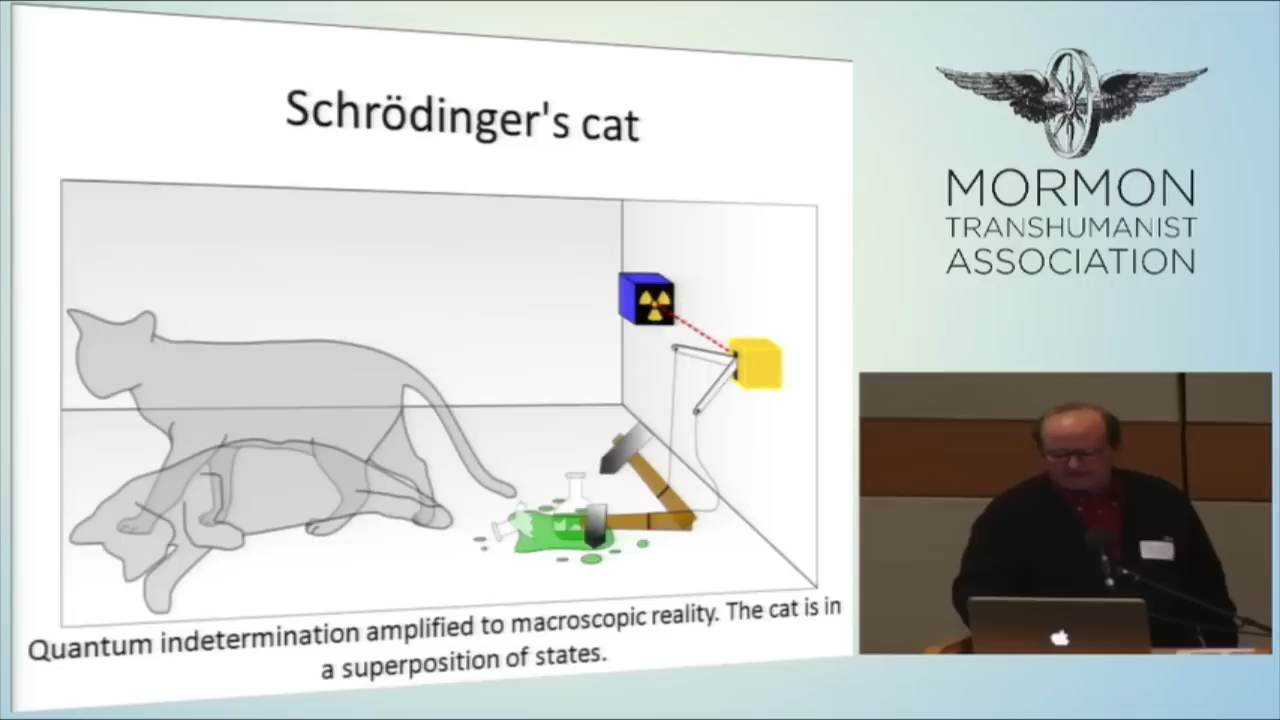 Schrödinger's cat
Quantum indetermination amplified to macroscopic reality. The cat is in
a superposition of states.
MORMON
TRANSHUMANIST
ASSOCIATION